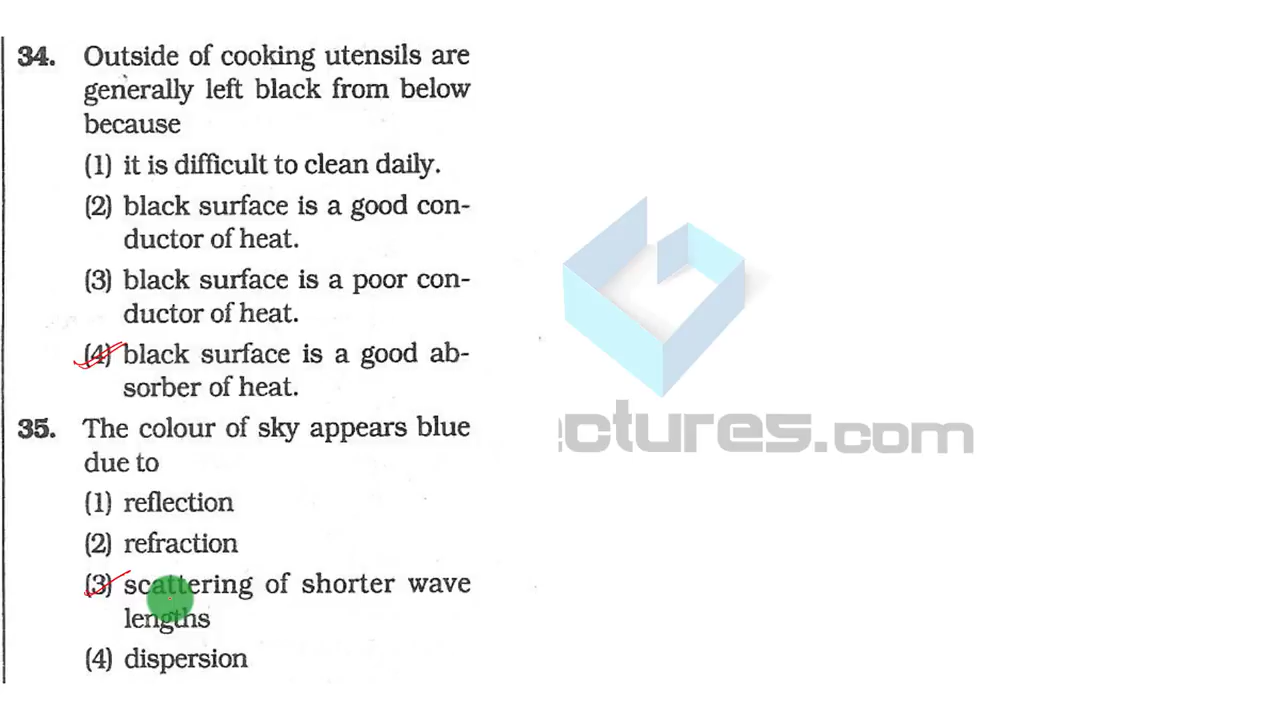 34. Outside of cooking utensils are
generally left black from below
because
(1) it is difficult to clean daily.
(2) black surface is a good con-
ductor of heat.
(3) black surface is a poor con-
ductor of heat.
(4) black surface is a good ab-
sorber of heat.
35. The colour of sky appears blue
due to
(1) reflection
(2) refraction
(3) scattering of shorter wave
lengths
(4) dispersion
ectures.com